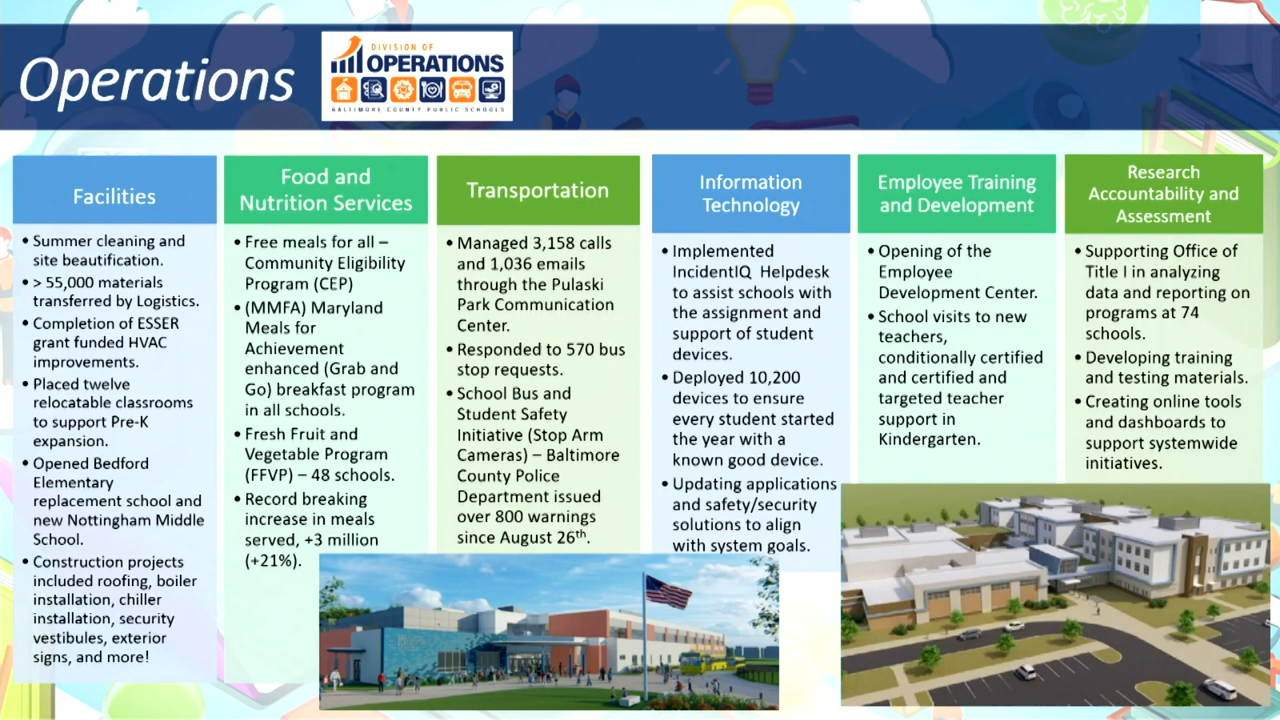 Operations
DIVISION OF
OPERATIONS
BALTIMORE COUNTY PUBLIC SCHOOLS
Facilities
• Summer cleaning and
site beautification.
• > 55,000 materials
transferred by Logistics.
• Completion of ESSER
grant funded HVAC
improvements.
• Placed twelve
relocatable classrooms
to support Pre-K
expansion.
• Opened Bedford
Elementary
replacement school and
new Nottingham Middle
School.
• Construction projects
included roofing, boiler
installation, chiller
installation, security
vestibules, exterior
signs, and more!
Food and
Nutrition Services
• Free meals for all –
Community Eligibility
Program (CEP)
• (MMFA) Maryland
Meals for
Achievement
enhanced (Grab and
Go) breakfast program
in all schools.
• Fresh Fruit and
Vegetable Program
(FFVP) – 48 schools.
• Record breaking
increase in meals
served, +3 million
(+21%).
Transportation
• Managed 3,158 calls
and 1,036 emails
through the Pulaski
Park Communication
Center.
• Responded to 570 bus
stop requests.
• School Bus and
Student Safety
Initiative (Stop Arm
Cameras) – Baltimore
County Police
Department issued
over 800 warnings
since August 26th.
Information
Technology
• Implemented
IncidentIQ Helpdesk
to assist schools with
the assignment and
support of student
devices.
• Deployed 10,200
devices to ensure
every student started
the year with a
known good device.
• Updating applications
and safety/security
solutions to align
with system goals.
Employee Training
and Development
• Opening of the
Employee
Development Center.
• School visits to new
teachers,
conditionally certified
and certified and
targeted teacher
support in
Kindergarten.
Research
Accountability and
Assessment
• Supporting Office of
Title I in analyzing
data and reporting on
programs at 74
schools.
• Developing training
and testing materials.
• Creating online tools
and dashboards to
support systemwide
initiatives.